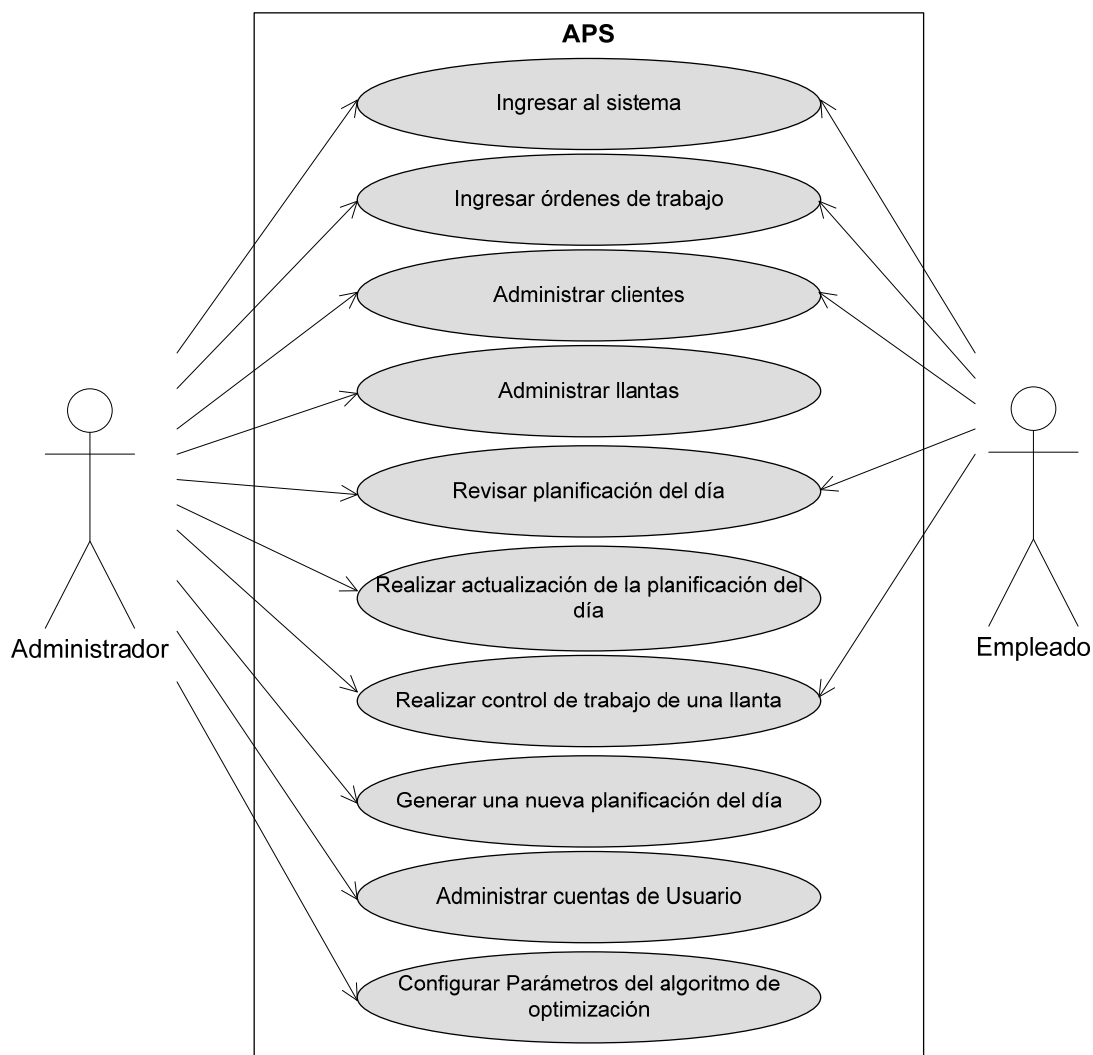 APS
Ingresar al sistema
Ingresar órdenes de trabajo
Administrar clientes
Administrar llantas
Revisar planificación del día
Realizar actualización de la planificación del
día
Administrador
Empleado
Realizar control de trabajo de una llanta
Generar una nueva planificación del día
Administrar cuentas de Usuario
Configurar Parámetros del algoritmo de
optimización